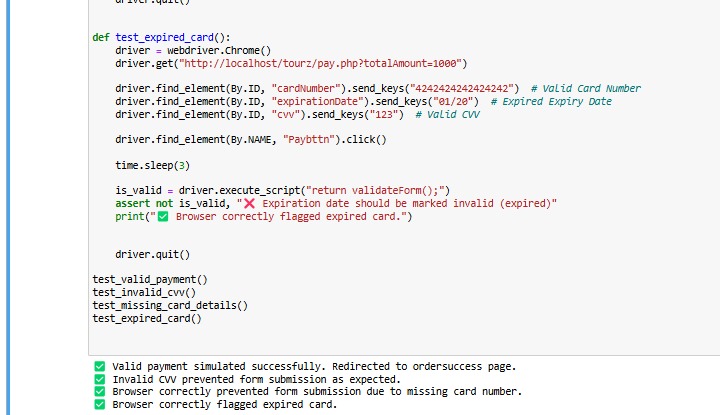 driver.quit()
def test_expired_card():
driver = webdriver.Chrome()
driver.get("http://localhost/tourz/pay.php?totalAmount=1000")
driver.find_element(By.ID, "cardNumber").send_keys("4242424242424242")  # Valid Card Number
driver.find_element(By.ID, "expirationDate").send_keys("01/20")  # Expired Expiry Date
driver.find_element(By.ID, "cvv").send_keys("123")  # Valid CVV
driver.find_element(By.NAME, "Paybttn").click()
time.sleep(3)
is_valid = driver.execute_script("return validateForm();")
assert not is_valid, "❌ Expiration date should be marked invalid (expired)"
print("✅ Browser correctly flagged expired card.")
driver.quit()
test_valid_payment()
test_invalid_cvv()
test_missing_card_details()
test_expired_card()
✅ Valid payment simulated successfully. Redirected to ordersuccess page.
✅ Invalid CVV prevented form submission as expected.
✅ Browser correctly prevented form submission due to missing card number.
✅ Browser correctly flagged expired card.